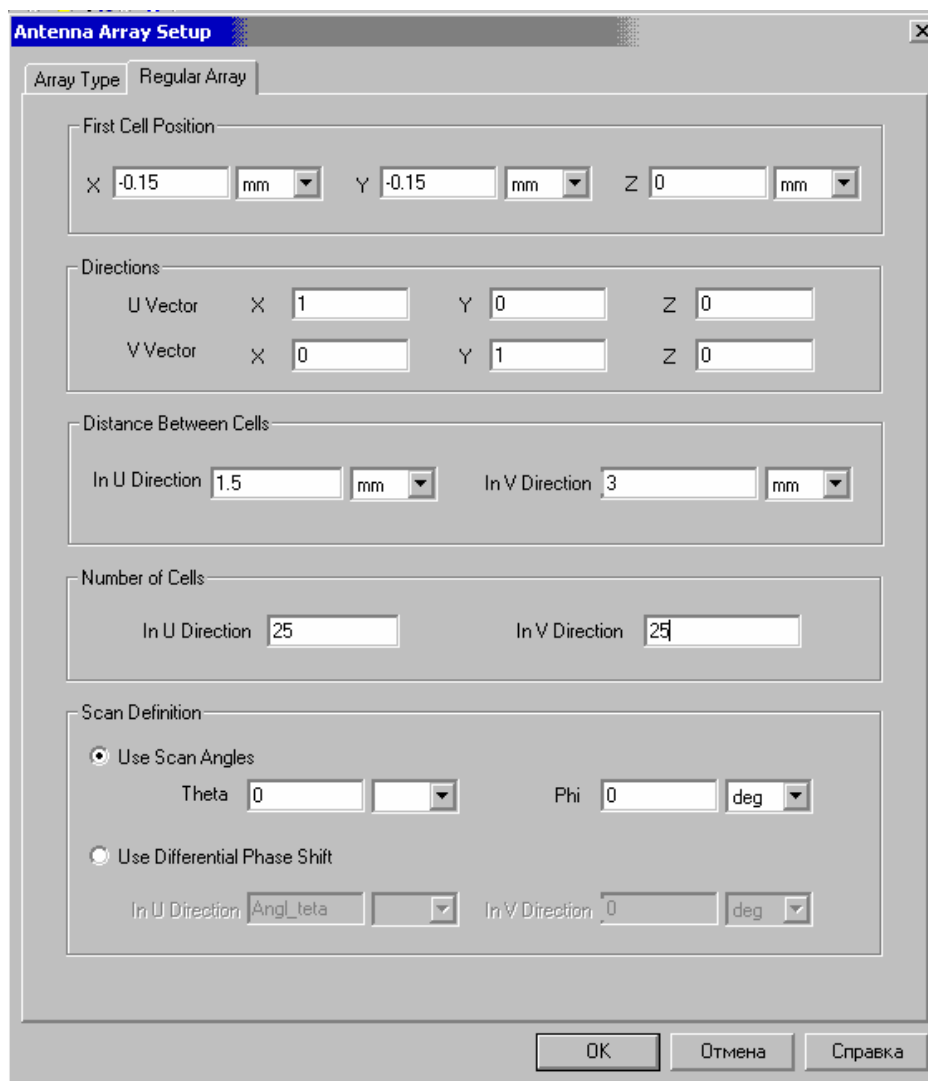 Antenna Array Setup
Array Type Regular Array
First Cell Position
X -0.15 mm Y -0.15 mm Z 0 mm
Directions
U Vector X 1 Y 0 Z 0
V Vector X 0 Y 1 Z 0
Distance Between Cells
In U Direction 1.5 mm In V Direction 3 mm
Number of Cells
In U Direction 25 In V Direction 25
Scan Definition
Use Scan Angles
Theta 0 Phi 0 deg
Use Differential Phase Shift
In U Direction Angl_teta In V Direction 0 deg
OK Отмена Справка